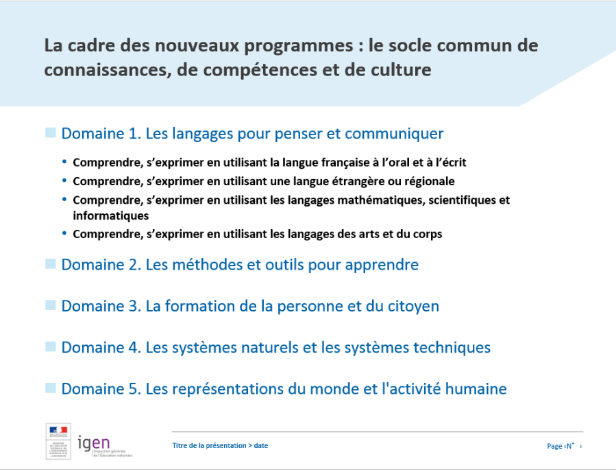 La cadre des nouveaux programmes : le socle commun de
connaissances, de compétences et de culture
Domaine 1. Les langages pour penser et communiquer
• Comprendre, s'exprimer en utilisant la langue française à l'oral et à l'écrit
• Comprendre, s'exprimer en utilisant une langue étrangère ou régionale
• Comprendre, s'exprimer en utilisant les langages mathématiques, scientifiques et
informatiques
• Comprendre, s'exprimer en utilisant les langages des arts et du corps
Domaine 2. Les méthodes et outils pour apprendre
Domaine 3. La formation de la personne et du citoyen
Domaine 4. Les systèmes naturels et les systèmes techniques
Domaine 5. Les représentations du monde et l'activité humaine
igen
Inspection générale
de l'Éducation nationale
Titre de la présentation > date
Page ‹N° ›